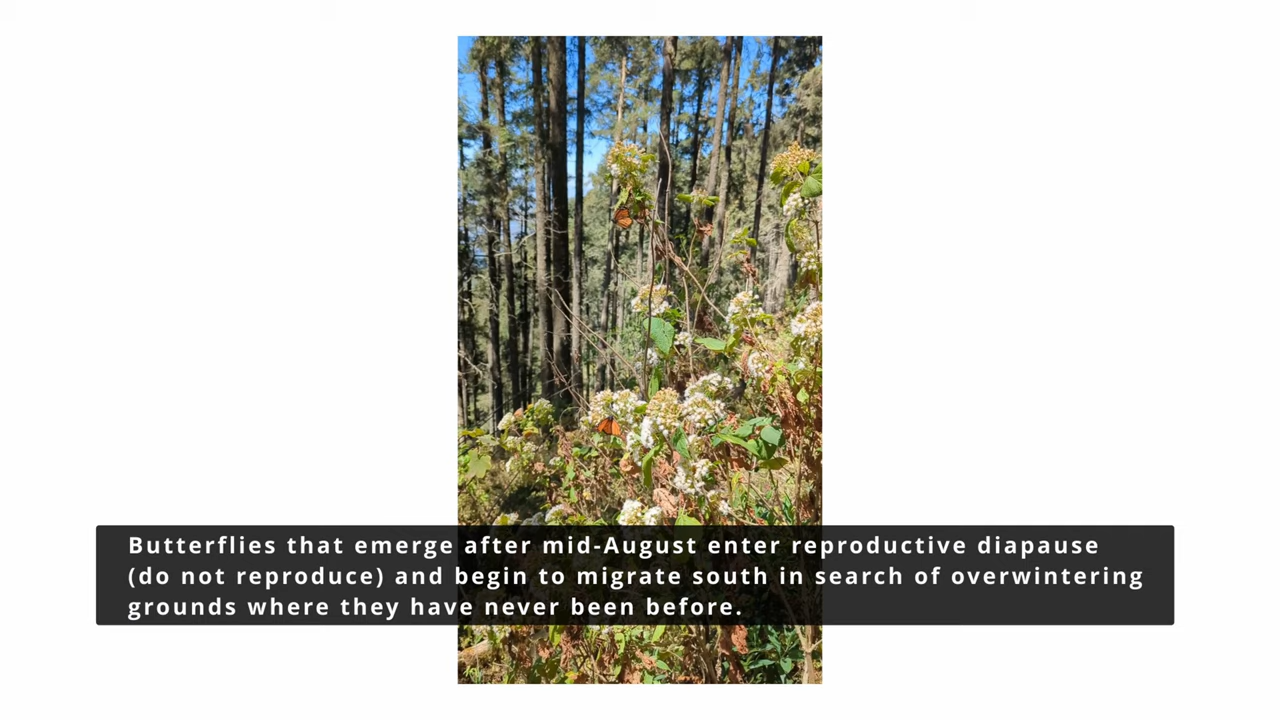 Butterflies that emerge after mid-August enter reproductive diapause
(do not reproduce) and begin to migrate south in search of overwintering
grounds where they have never been before.